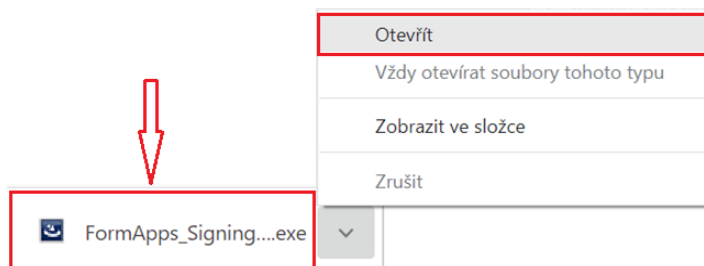 Otevřít
Vždy otevírat soubory tohoto typu
Zobrazit ve složce
Zrušit
FormApps_Signing....exe